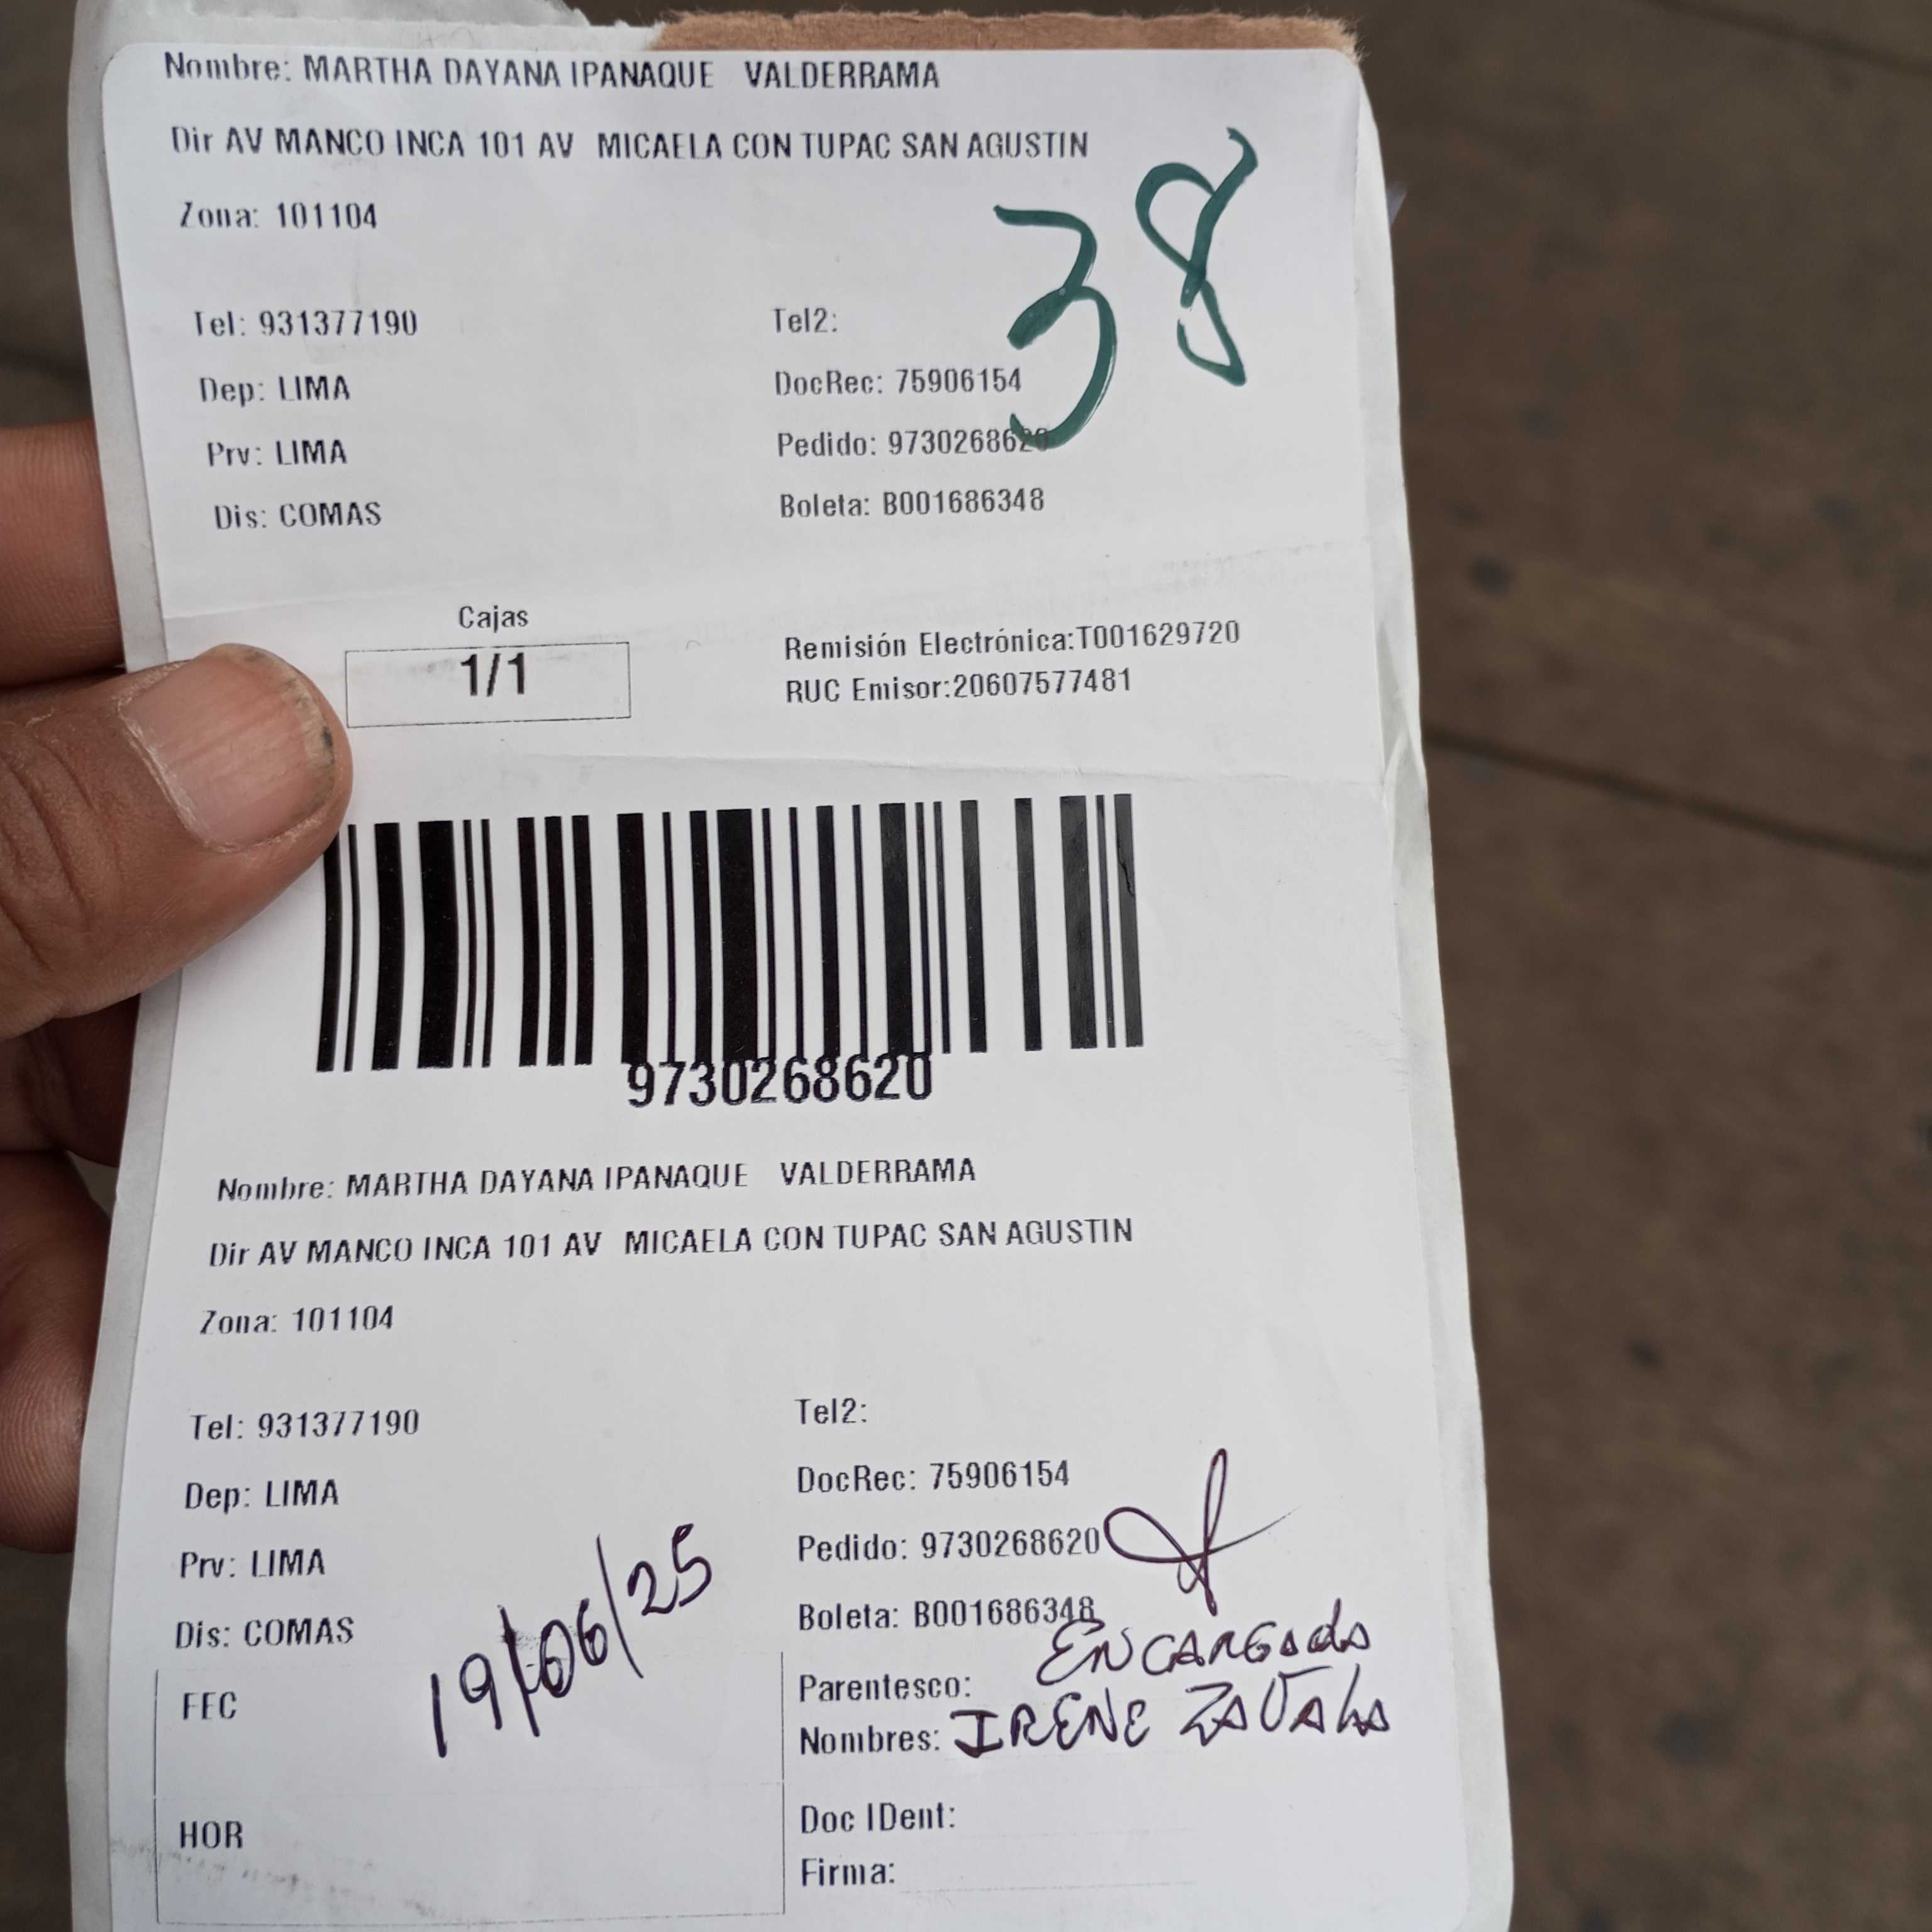 Nombre: MARTHA DAYANA IPANAQUE VALDERRAMA
Dir AV MANCO INCA 101 AV MICAELA CON TUPAC SAN AGUSTIN
38
Zona: 101104
Tel: 931377190 Tel2:
Dep: LIMA DocRec: 75906154
Prv: LIMA Pedido: 9730268620
Dis: COMAS Boleta: B001686348
Cajas
1/1
Remisión Electrónica:T001629720
RUC Emisor:20607577481
9730268620
Nombre: MARTHA DAYANA IPANAQUE VALDERRAMA
Dir AV MANCO INCA 101 AV MICAELA CON TUPAC SAN AGUSTIN
Zona: 101104
Tel: 931377190 Tel2:
Dep: LIMA DocRec: 75906154
Prv: LIMA Pedido: 9730268620
Dis: COMAS Boleta: B001686348
FEC 19/06/25
Parentesco: ENCARGADA
Nombres: IRENE ZAVALA
HOR
Doc IDent:
Firma: